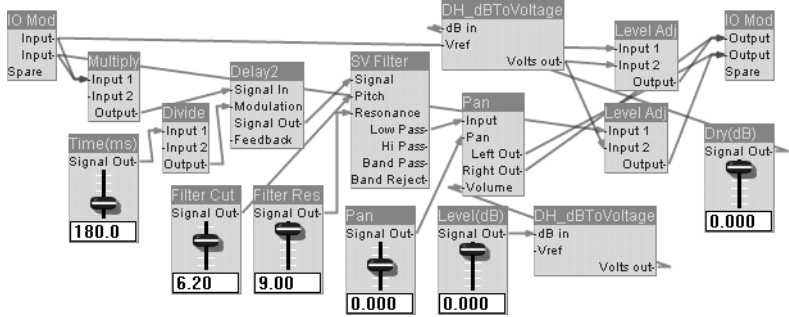 IO Mod
Input
Input
Spare
Multiply
Input 1
Input 2
Output
Time(ms)
Signal Out
180.0
Divide
Input 1
Input 2
Output
Delay2
Signal In
Modulation
Signal Out
Feedback
Filter Cut
Signal Out
6.20
Filter Res
Signal Out
9.00
SV Filter
Signal
Pitch
Resonance
Low Pass
Hi Pass
Band Pass
Band Reject
Pan
Signal Out
0.000
DH_dBToVoltage
dB in
Vref
Volts out
Pan
Input
Pan
Left Out
Right Out
Volume
Level(dB)
Signal Out
0.000
DH_dBToVoltage
dB in
Vref
Volts out
Level Adj
Input 1
Input 2
Output
Level Adj
Input 1
Input 2
Output
IO Mod
Output
Output
Spare
Dry(dB)
Signal Out
0.000